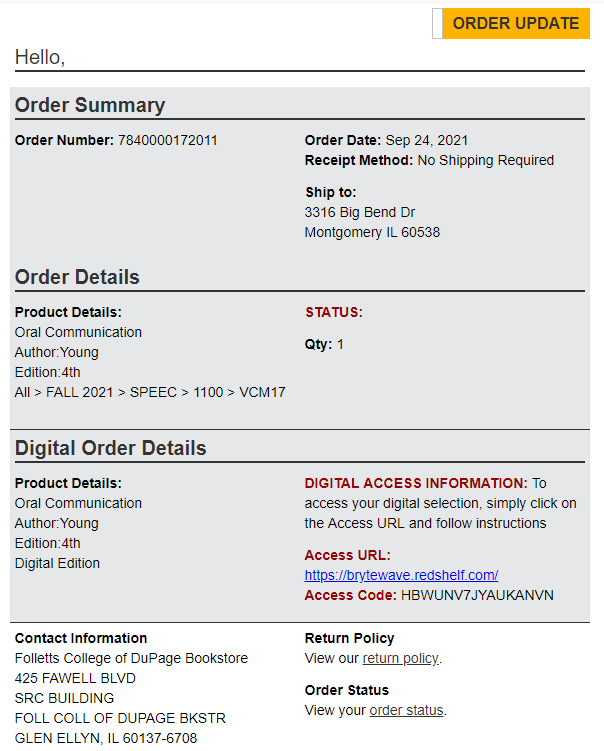 ORDER UPDATE
Hello,
Order Summary
Order Number: 7840000172011
Order Date: Sep 24, 2021
Receipt Method: No Shipping Required
Ship to:
3316 Big Bend Dr
Montgomery IL 60538
Order Details
Product Details:
Oral Communication
Author:Young
Edition:4th
All > FALL 2021 > SPEEC > 1100 > VCM17
STATUS:
Qty: 1
Digital Order Details
Product Details:
Oral Communication
Author:Young
Edition:4th
Digital Edition
DIGITAL ACCESS INFORMATION: To
access your digital selection, simply click on
the Access URL and follow instructions
Access URL:
https://brytewave.redshelf.com/
Access Code: HBWUNV7JYAUKANVN
Contact Information
Folletts College of DuPage Bookstore
425 FAWELL BLVD
SRC BUILDING
FOLL COLL OF DUPAGE BKSTR
GLEN ELLYN, IL 60137-6708
Return Policy
View our return policy.
Order Status
View your order status.